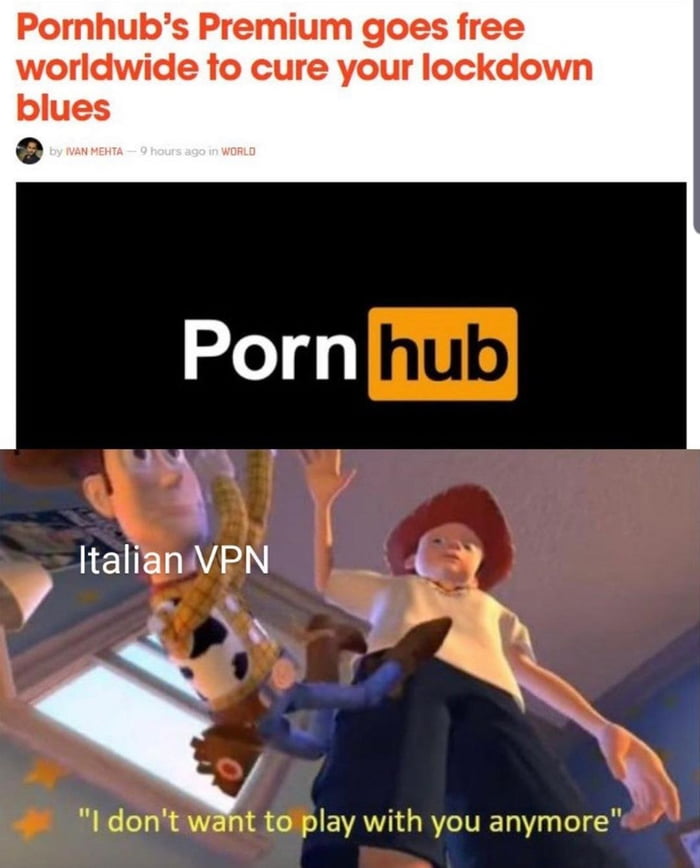 Pornhub's Premium goes free
worldwide to cure your lockdown
blues
by IVAN MEHTA — 9 hours ago in WORLD
Porn hub
Italian VPN
"I don't want to play with you anymore"